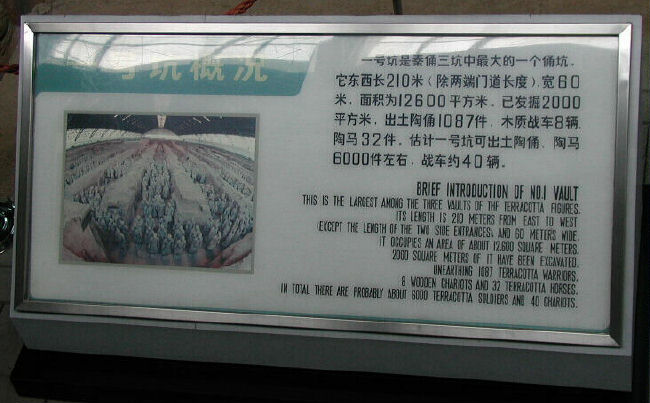 一号坑概况
一号坑是秦俑三坑中最大的一个俑坑．
它东西长210米（除两端门道长度），宽60
米，面积为12600平方米．已发掘2000
平方米，出土陶俑1087件，木质战车8辆，
陶马32件．估计一号坑可出土陶俑、陶马
6000件左右，战车约40辆．
BRIEF INTRODUCTION OF NO.1 VAULT
THIS IS THE LARGEST AMONG THE THREE VAULTS OF THE TERRACOTTA FIGURES.
ITS LENGTH IS 210 METERS FROM EAST TO WEST
(EXCEPT THE LENGTH OF THE TWO SIDE ENTRANCES) AND 60 METERS WIDE.
IT OCCUPIES AN AREA OF ABOUT 12,600 SQUARE METERS.
2000 SQUARE METERS OF IT HAVE BEEN EXCAVATED,
UNEARTHING 1087 TERRACOTTA WARRIORS,
8 WOODEN CHARIOTS AND 32 TERRACOTTA HORSES.
IN TOTAL THERE ARE PROBABLY ABOUT 6000 TERRACOTTA SOLDIERS AND 40 CHARIOTS.